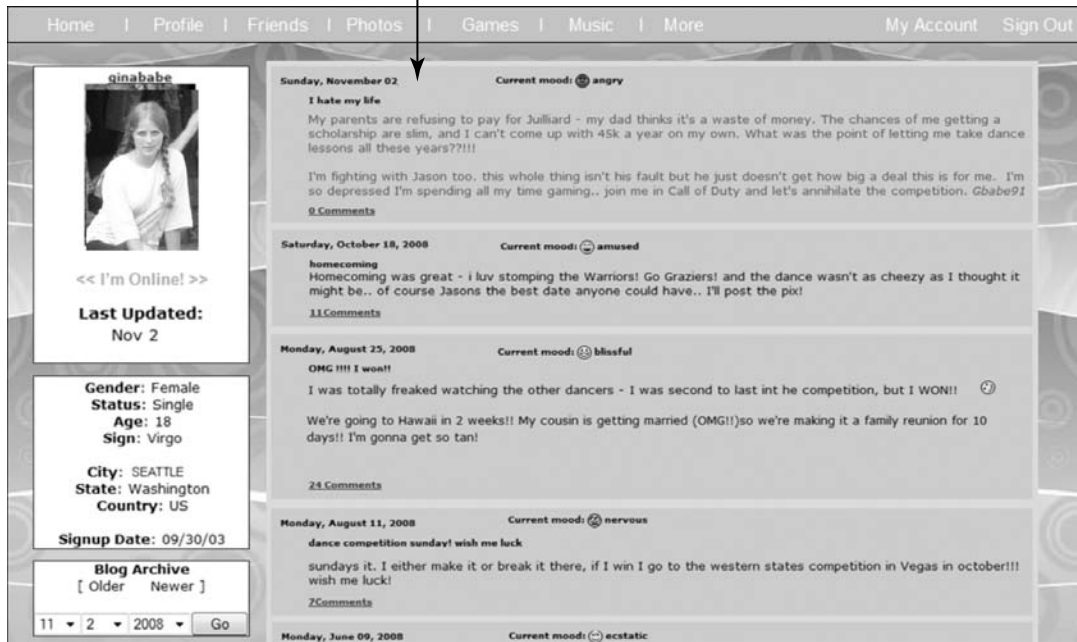 Home | Profile | Friends | Photos | Games | Music | More My Account Sign Out
ginababe
<< I'm Online! >>
Last Updated:
Nov 2
Gender: Female
Status: Single
Age: 18
Sign: Virgo
City: SEATTLE
State: Washington
Country: US
Signup Date: 09/30/03
Blog Archive
[ Older Newer ]
11 2 2008 Go
Sunday, November 02 Current mood: angry
I hate my life
My parents are refusing to pay for Juilliard - my dad thinks it's a waste of money. The chances of me getting a
scholarship are slim, and I can't come up with 45k a year on my own. What was the point of letting me take dance
lessons all these years??!!!
I'm fighting with Jason too. this whole thing isn't his fault but he just doesn't get how big a deal this is for me. I'm
so depressed I'm spending all my time gaming.. join me in Call of Duty and let's annihilate the competition. Gbabe91
0 Comments
Saturday, October 18, 2008 Current mood: amused
homecoming
Homecoming was great - i luv stomping the Warriors! Go Graziers! and the dance wasn't as cheezy as I thought it
might be.. of course Jasons the best date anyone could have.. I'll post the pix!
11Comments
Monday, August 25, 2008 Current mood: blissful
OMG !!!! I won!!
I was totally freaked watching the other dancers - I was second to last int he competition, but I WON!!
We're going to Hawaii in 2 weeks!! My cousin is getting married (OMG!!)so we're making it a family reunion for 10
days!! I'm gonna get so tan!
24 Comments
Monday, August 11, 2008 Current mood: nervous
dance competition sunday! wish me luck
sundays it. I either make it or break it there, if I win I go to the western states competition in Vegas in october!!!
wish me luck!
7Comments
Monday, June 09, 2008 Current mood: ecstatic